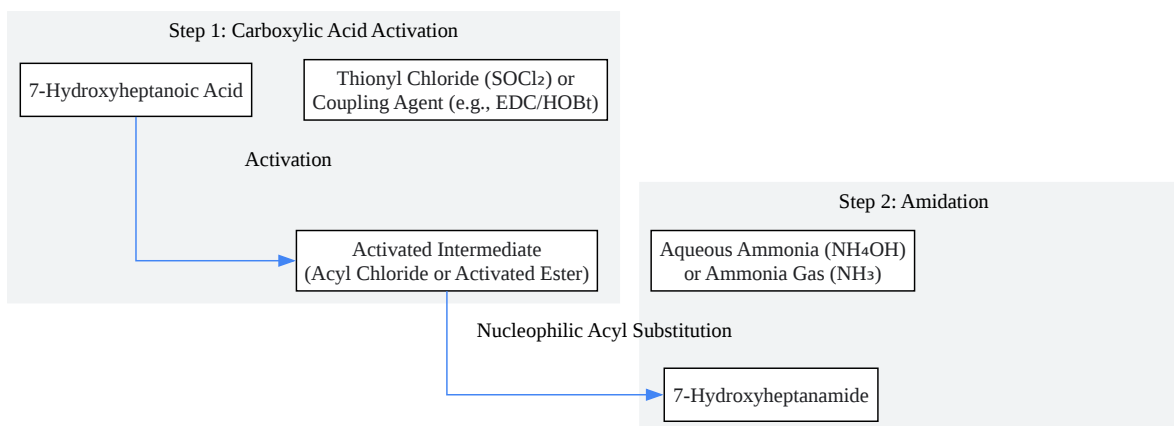 Step 1: Carboxylic Acid Activation
7-Hydroxyheptanoic Acid
Thionyl Chloride (SOCl₂) or
Coupling Agent (e.g., EDC/HOBt)
Activation
Activated Intermediate
(Acyl Chloride or Activated Ester)
Step 2: Amidation
Aqueous Ammonia (NH₄OH)
or Ammonia Gas (NH₃)
Nucleophilic Acyl Substitution
7-Hydroxyheptanamide